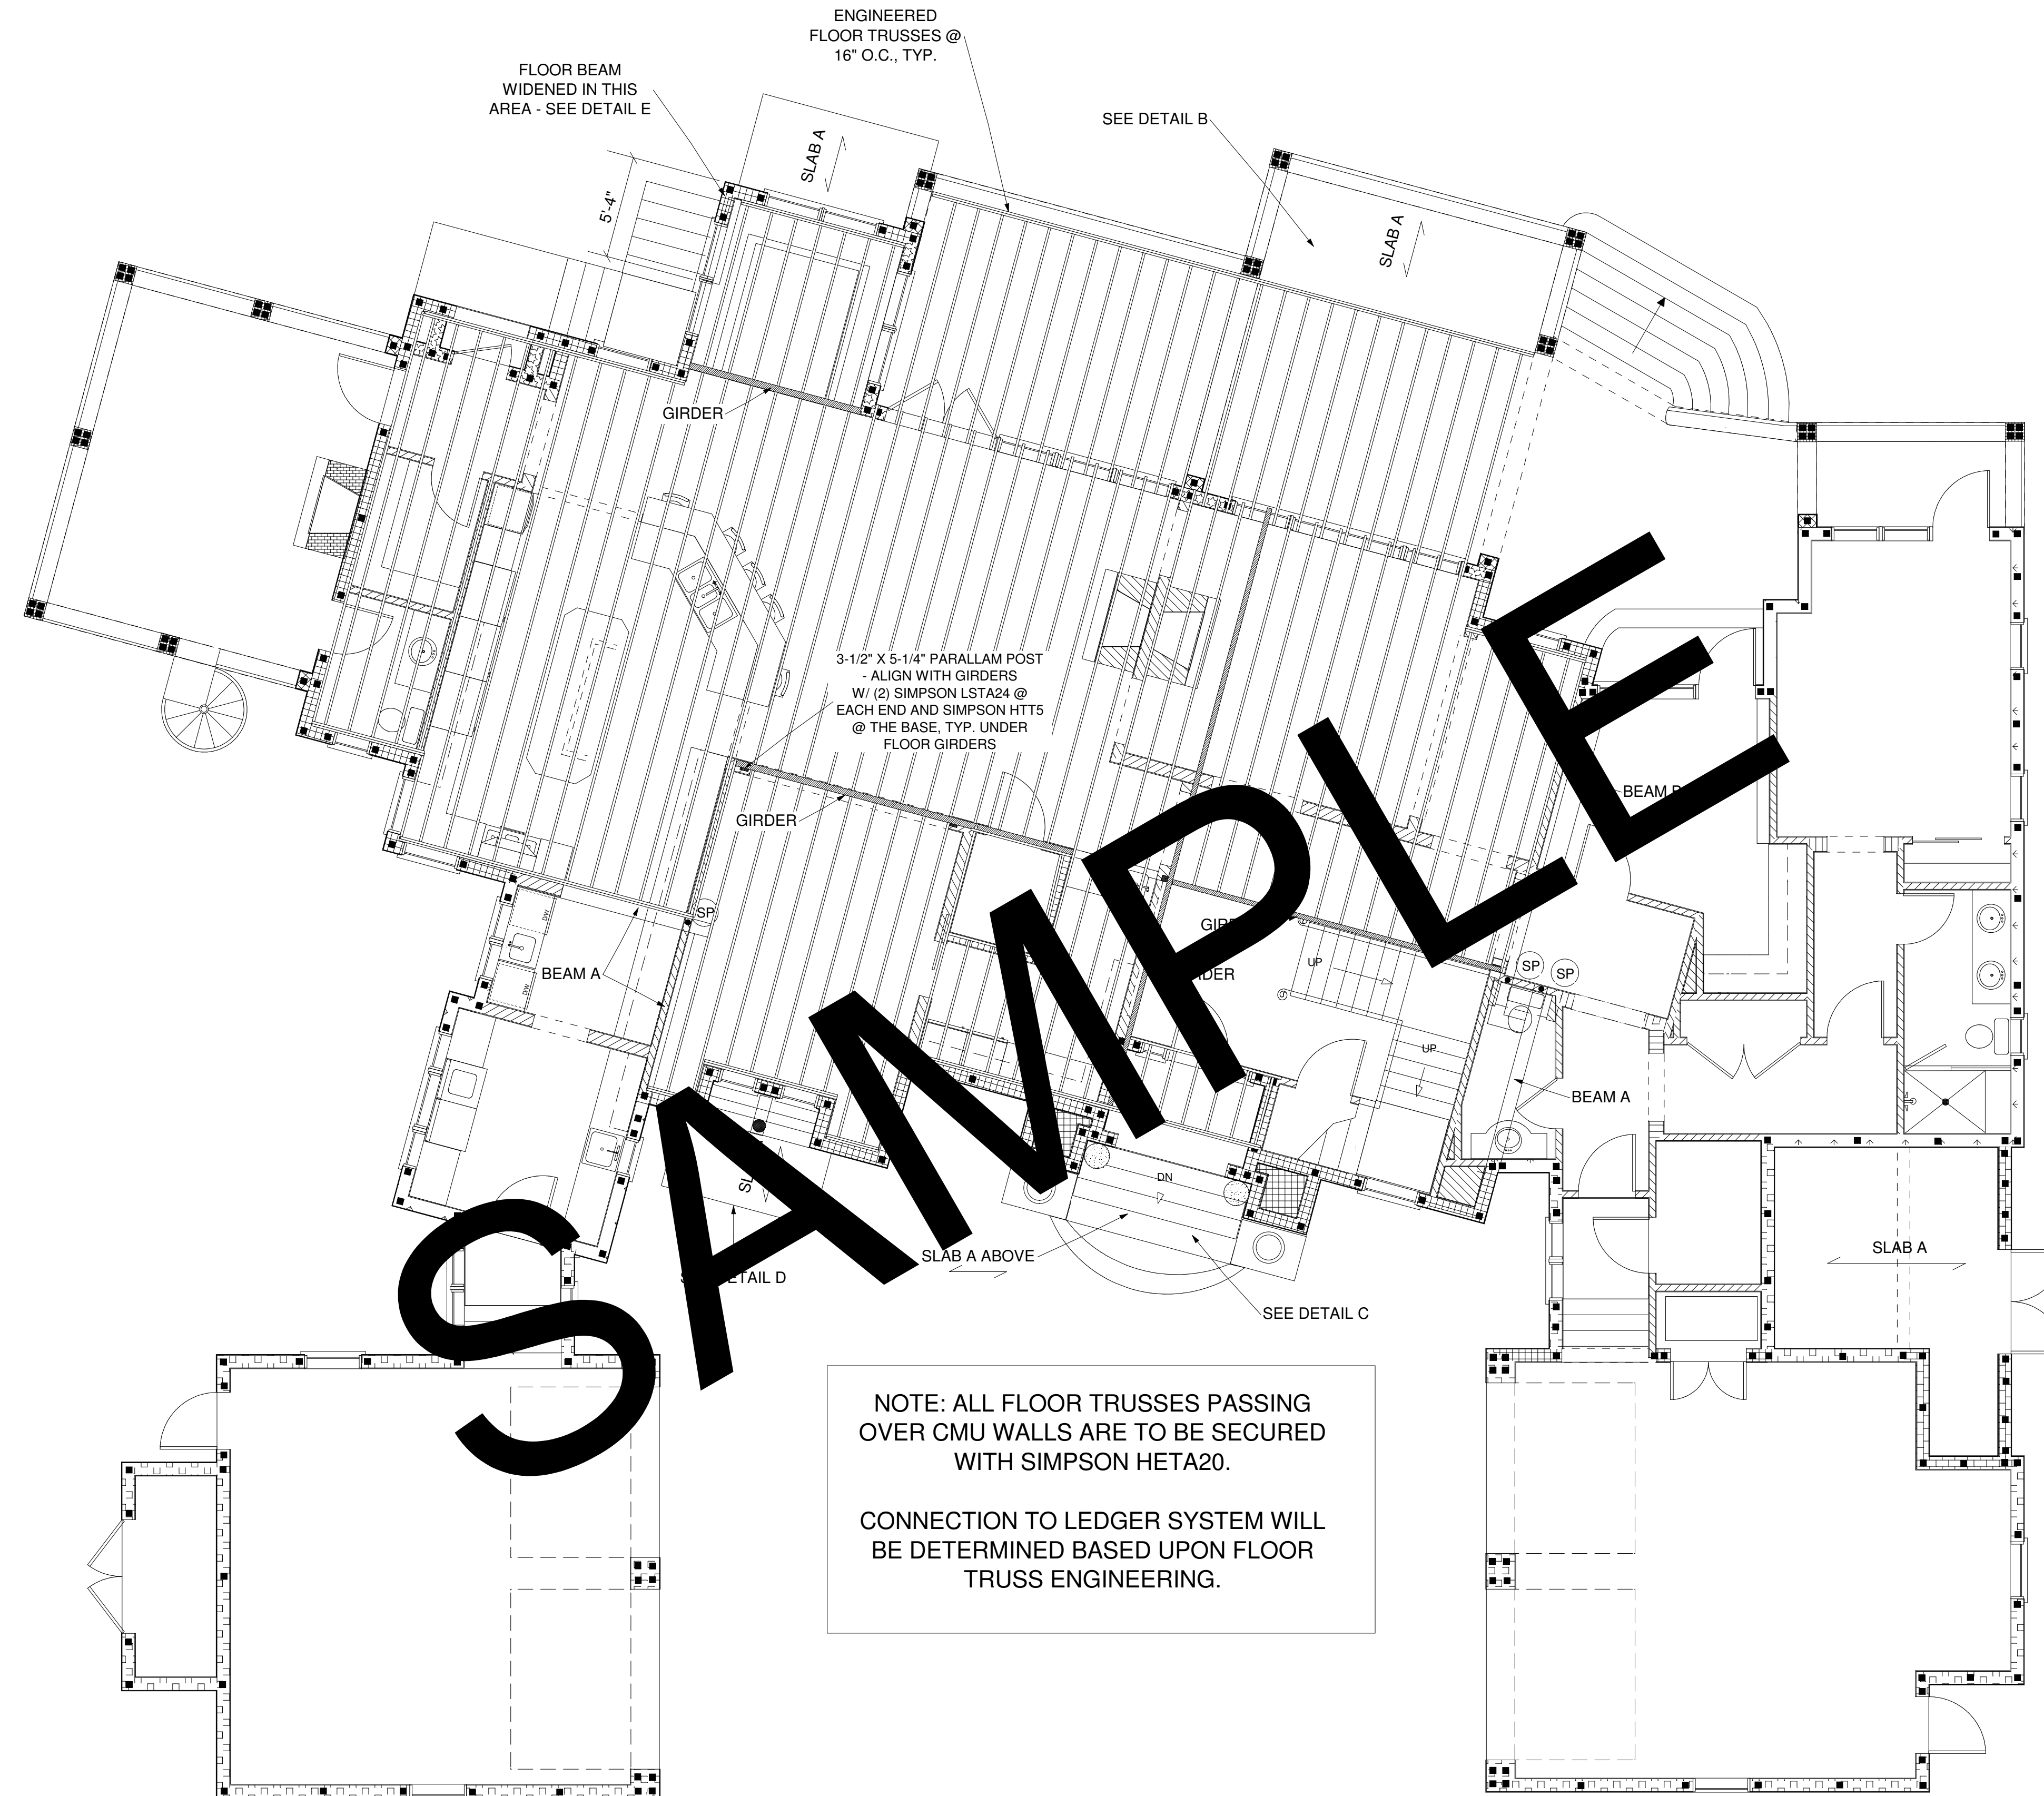 ENGINEERED
FLOOR TRUSSES @
16" O.C., TYP.
FLOOR BEAM
WIDENED IN THIS
AREA - SEE DETAIL E
SEE DETAIL B
SLAB A
5'-4"
SLAB A
GIRDER
3-1/2" X 5-1/4" PARALLAM POST
- ALIGN WITH GIRDERS
W/ (2) SIMPSON LSTA24 @
EACH END AND SIMPSON HTT5
@ THE BASE, TYP. UNDER
FLOOR GIRDERS
GIRDER
BEAM
SP
DW
BEAM A
DW
UP
SP
SP
UP
BEAM A
DN
SLAB A ABOVE
DETAIL D
SLAB A
SEE DETAIL C
SAMPLE
NOTE: ALL FLOOR TRUSSES PASSING
OVER CMU WALLS ARE TO BE SECURED
WITH SIMPSON HETA20.
CONNECTION TO LEDGER SYSTEM WILL
BE DETERMINED BASED UPON FLOOR
TRUSS ENGINEERING.